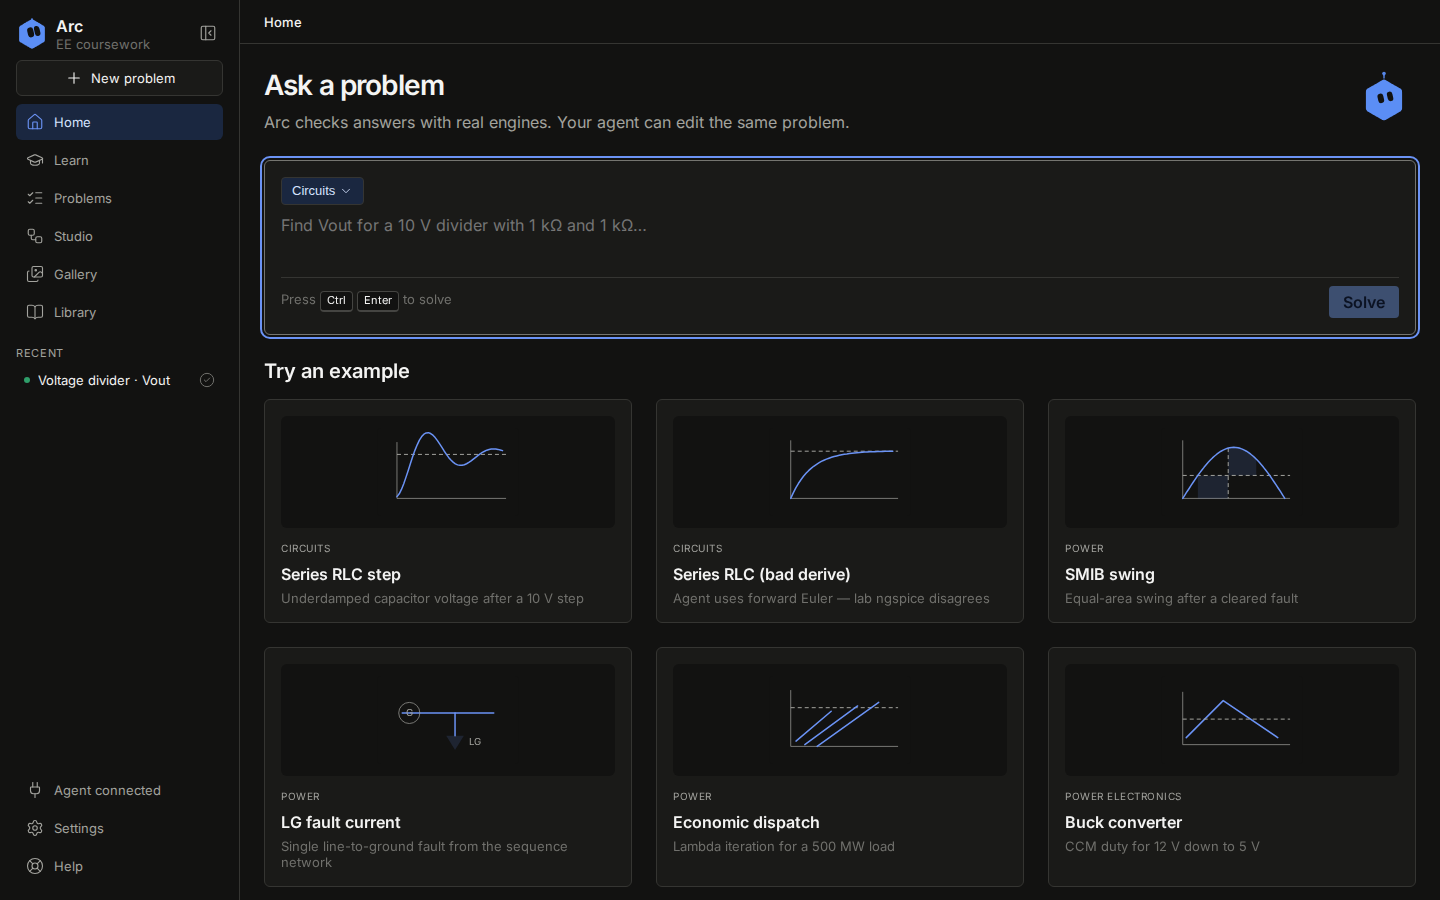 Arc
EE coursework
New problem
Home
Learn
Problems
Studio
Gallery
Library
RECENT
Voltage divider · Vout
Agent connected
Settings
Help
Home
Ask a problem
Arc checks answers with real engines. Your agent can edit the same problem.
Circuits
Find Vout for a 10 V divider with 1 kΩ and 1 kΩ...
Press Ctrl Enter to solve
Solve
Try an example
CIRCUITS
Series RLC step
Underdamped capacitor voltage after a 10 V step
CIRCUITS
Series RLC (bad derive)
Agent uses forward Euler — lab ngspice disagrees
POWER
SMIB swing
Equal-area swing after a cleared fault
G
LG
POWER
LG fault current
Single line-to-ground fault from the sequence
network
POWER
Economic dispatch
Lambda iteration for a 500 MW load
POWER ELECTRONICS
Buck converter
CCM duty for 12 V down to 5 V